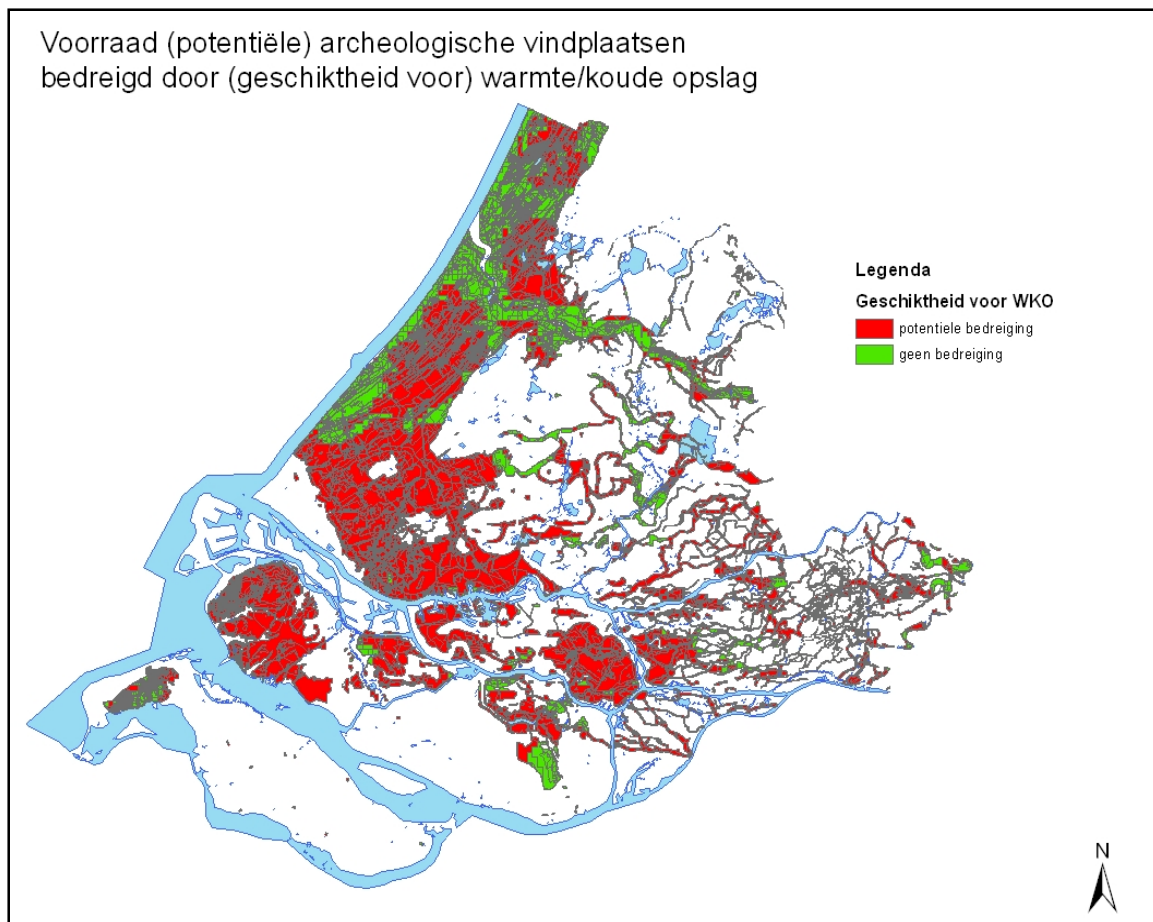 Voorraad (potentiële) archeologische vindplaatsen
bedreigd door (geschiktheid voor) warmte/koude opslag
Legenda
Geschiktheid voor WKO
potentiele bedreiging
geen bedreiging
N